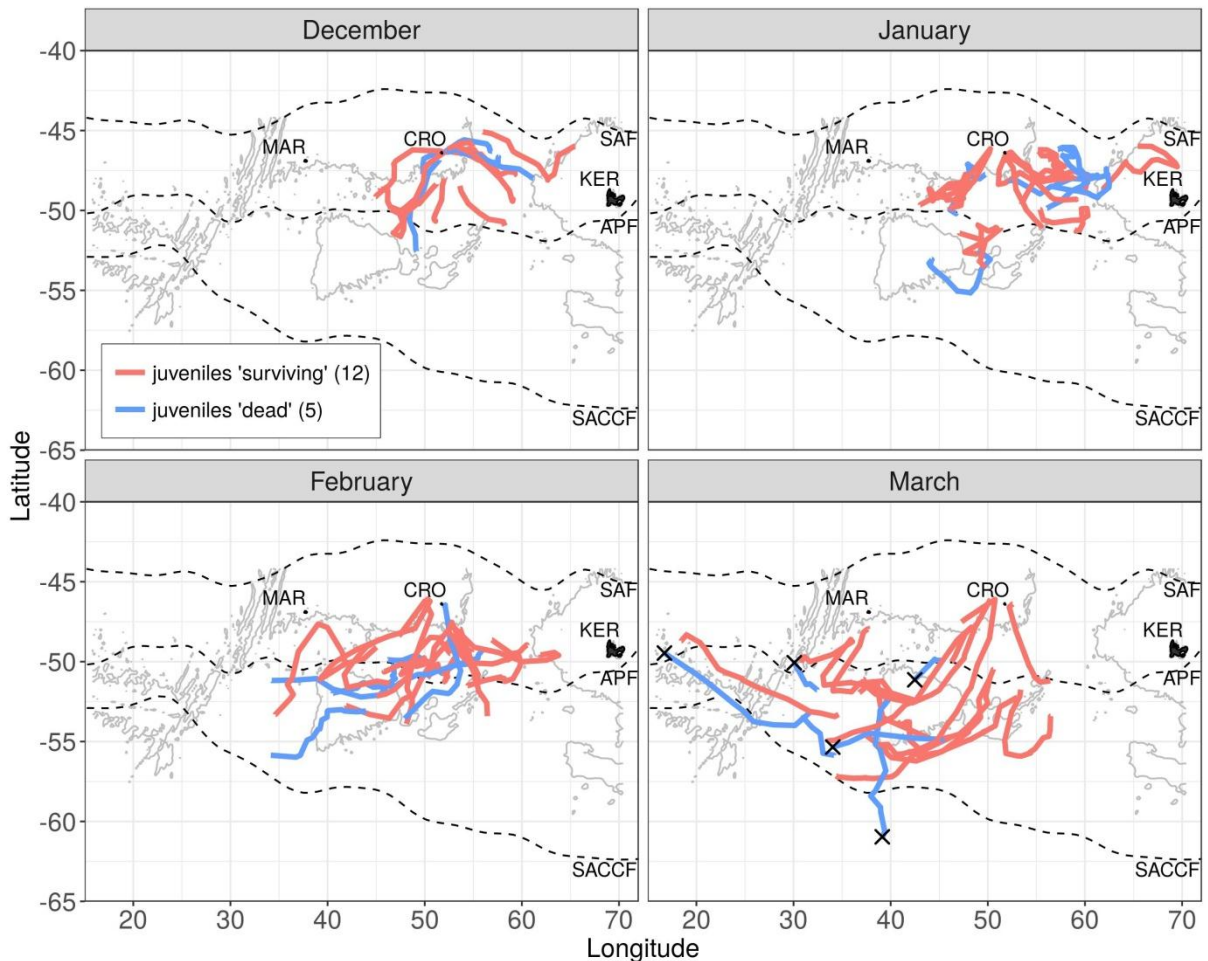 December
January
-40
-45
-50
-55
-60
-65
MAR
CRO
SAF
KER
APF
SACCF
juveniles 'surviving' (12)
juveniles 'dead' (5)
MAR
CRO
SAF
KER
APF
SACCF
Latitude
February
March
-40
-45
-50
-55
-60
-65
MAR
CRO
SAF
KER
APF
SACCF
MAR
CRO
SAF
KER
APF
SACCF
20 30 40 50 60 70
20 30 40 50 60 70
Longitude